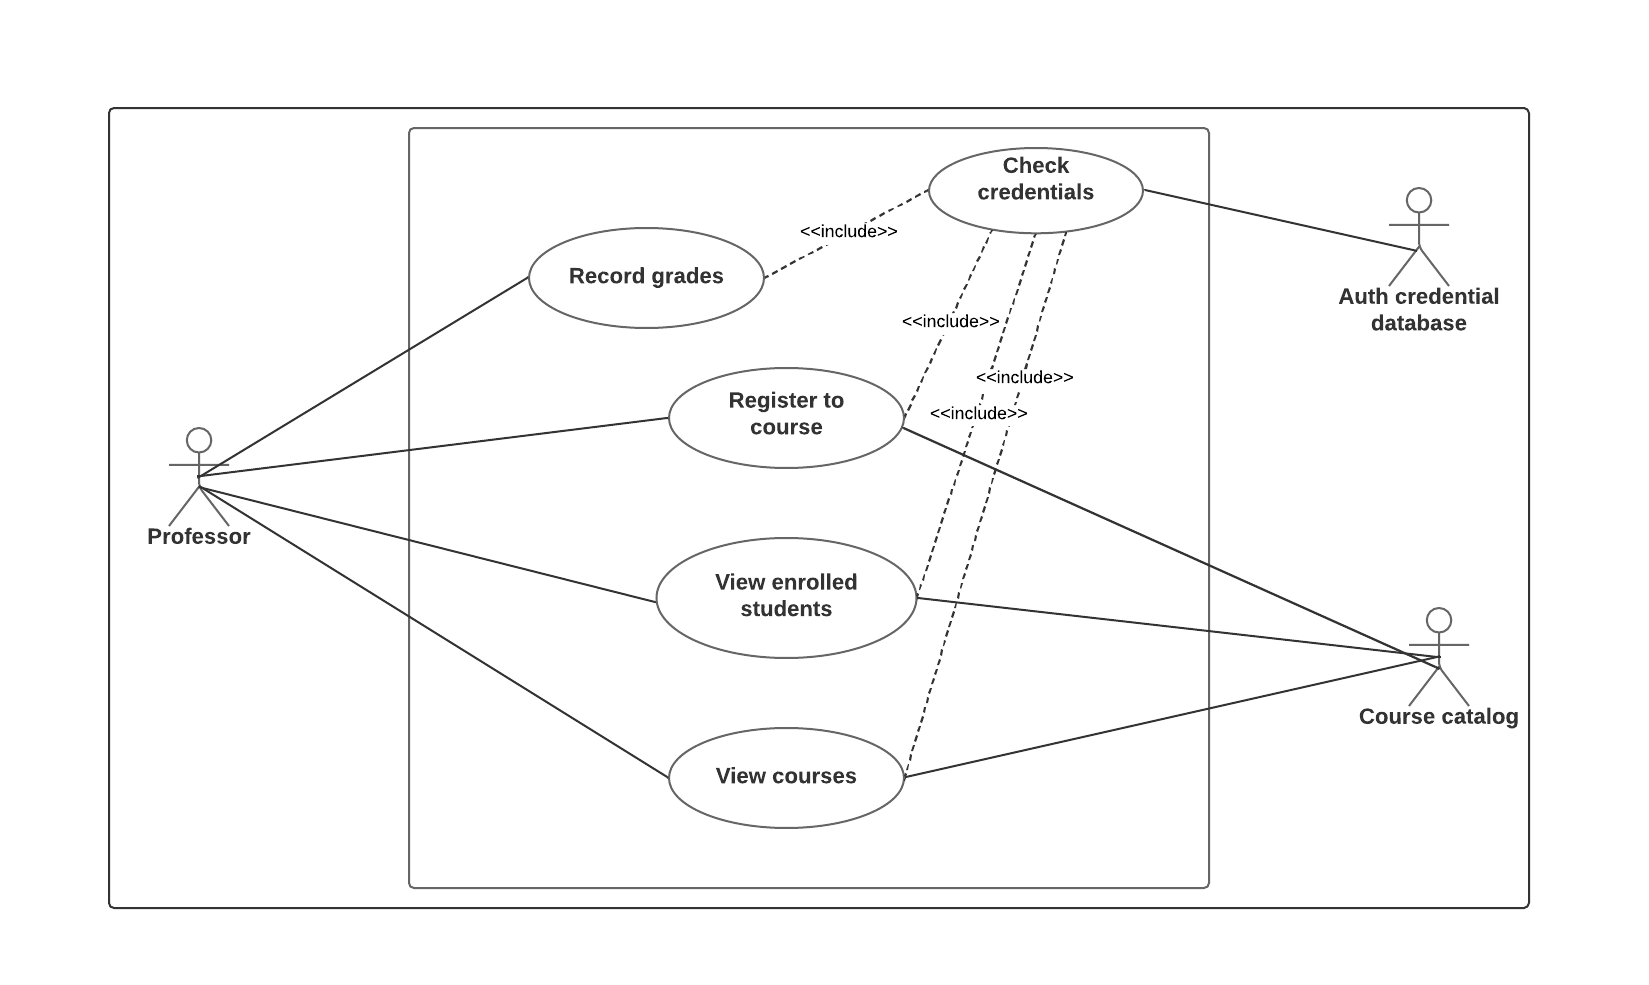 Check
credentials
<<include>>
Record grades
Auth credential
database
<<include>>
<<include>>
Register to
course
<<include>>
Professor
View enrolled
students
Course catalog
View courses